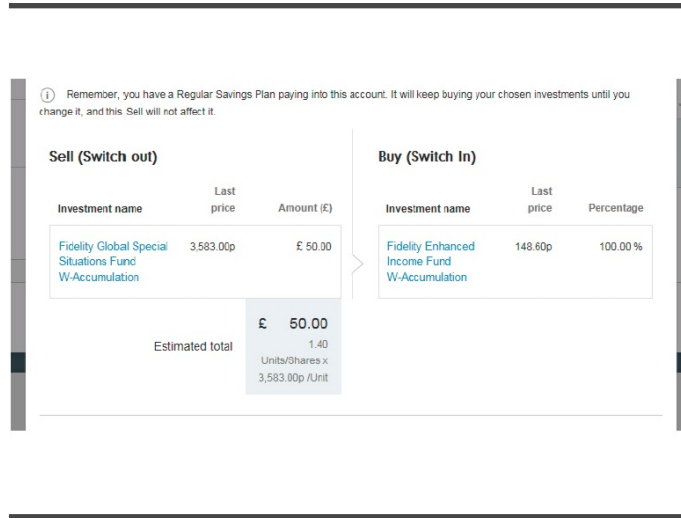 Remember, you have a Regular Savings Plan paying into this account. It will keep buying your chosen investments until you
change it, and this Sell will not affect it.
Sell (Switch out)
Last
Investment name price Amount (£)
Fidelity Global Special 3,583.00p £ 50.00
Situations Fund
W-Accumulation
£ 50.00
Estimated total 1.40
Units/Shares x
3,583.00p /Unit
Buy (Switch In)
Last
Investment name price Percentage
Fidelity Enhanced 148.60p 100.00 %
Income Fund
W-Accumulation